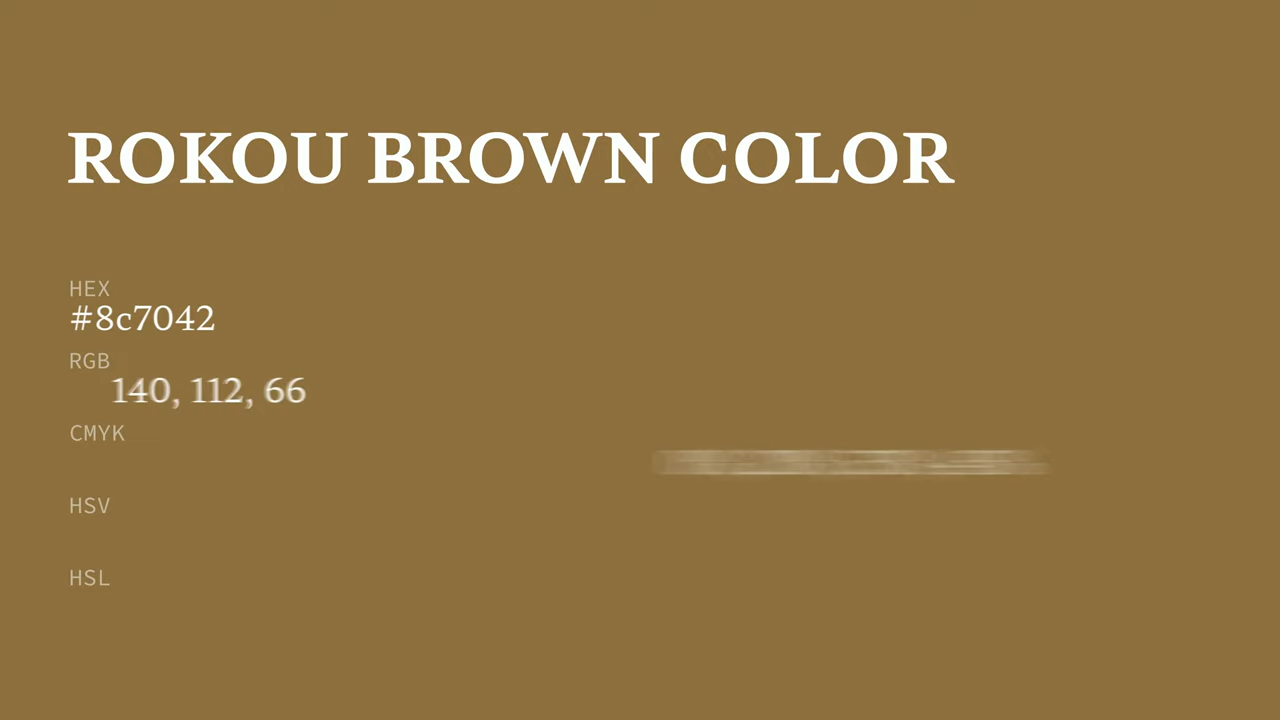 ROKOU BROWN COLOR
HEX
#8c7042
RGB
140, 112, 66
CMYK
HSV
HSL